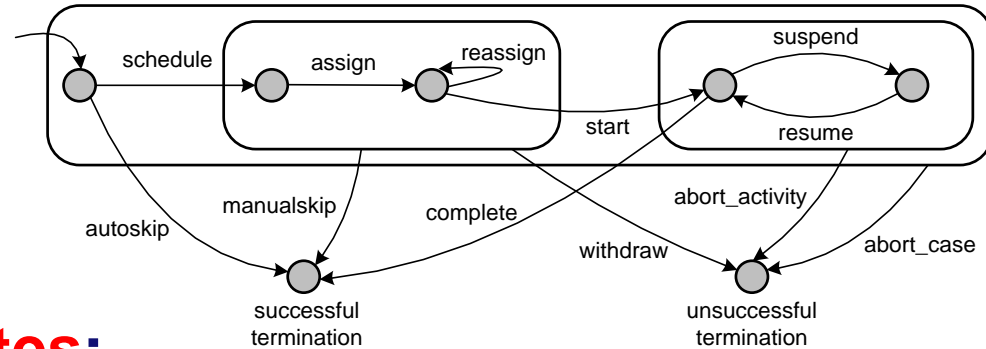 suspend
reassign
schedule
assign
start
resume
manualskip
complete
abort_activity
autoskip
withdraw
abort_case
successful
termination
unsuccessful
termination